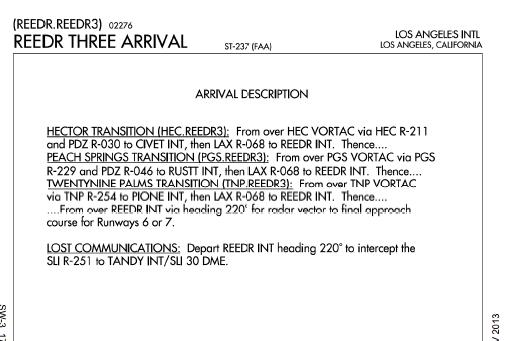 (REEDR.REEDR3) 02276
REEDR THREE ARRIVAL
ST-237 (FAA)
LOS ANGELES INTL
LOS ANGELES, CALIFORNIA
ARRIVAL DESCRIPTION
HECTOR TRANSITION (HEC.REEDR3): From over HEC VORTAC via HEC R-211
and PDZ R-030 to CIVET INT, then LAX R-068 to REEDR INT. Thence....
PEACH SPRINGS TRANSITION (PGS.REEDR3): From over PGS VORTAC via PGS
R-229 and PDZ R-046 to RUSTT INT, then LAX R-068 to REEDR INT. Thence....
TWENTYNINE PALMS TRANSITION (TNP.REEDR3): From over TNP VORTAC
via TNP R-254 to PIONE INT, then LAX R-068 to REEDR INT. Thence....
....From over REEDR INT via heading 220° for radar vector to final approach
course for Runways 6 or 7.
LOST COMMUNICATIONS: Depart REEDR INT heading 220° to intercept the
SLI R-251 to TANDY INT/SLI 30 DME.
SW-3
2013